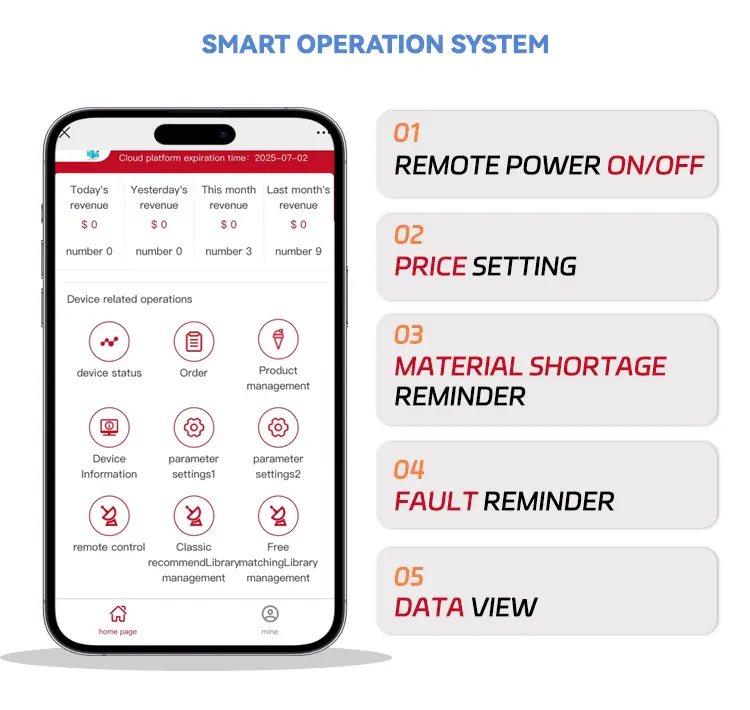 SMART OPERATION SYSTEM
Cloud platform expiration time: 2025-07-02
Today's revenue
$ 0
number 0
Yesterday's revenue
$ 0
number 0
This month revenue
$ 0
number 3
Last month's revenue
$ 0
number 9
Device related operations
device status
Order
Product
management
Device
Information
parameter
settings1
parameter
settings2
remote control
Classic
recommendLibrary
management
Free
matchingLibrary
management
home page
mine
01
REMOTE POWER ON/OFF
02
PRICE SETTING
03
MATERIAL SHORTAGE
REMINDER
04
FAULT REMINDER
05
DATA VIEW